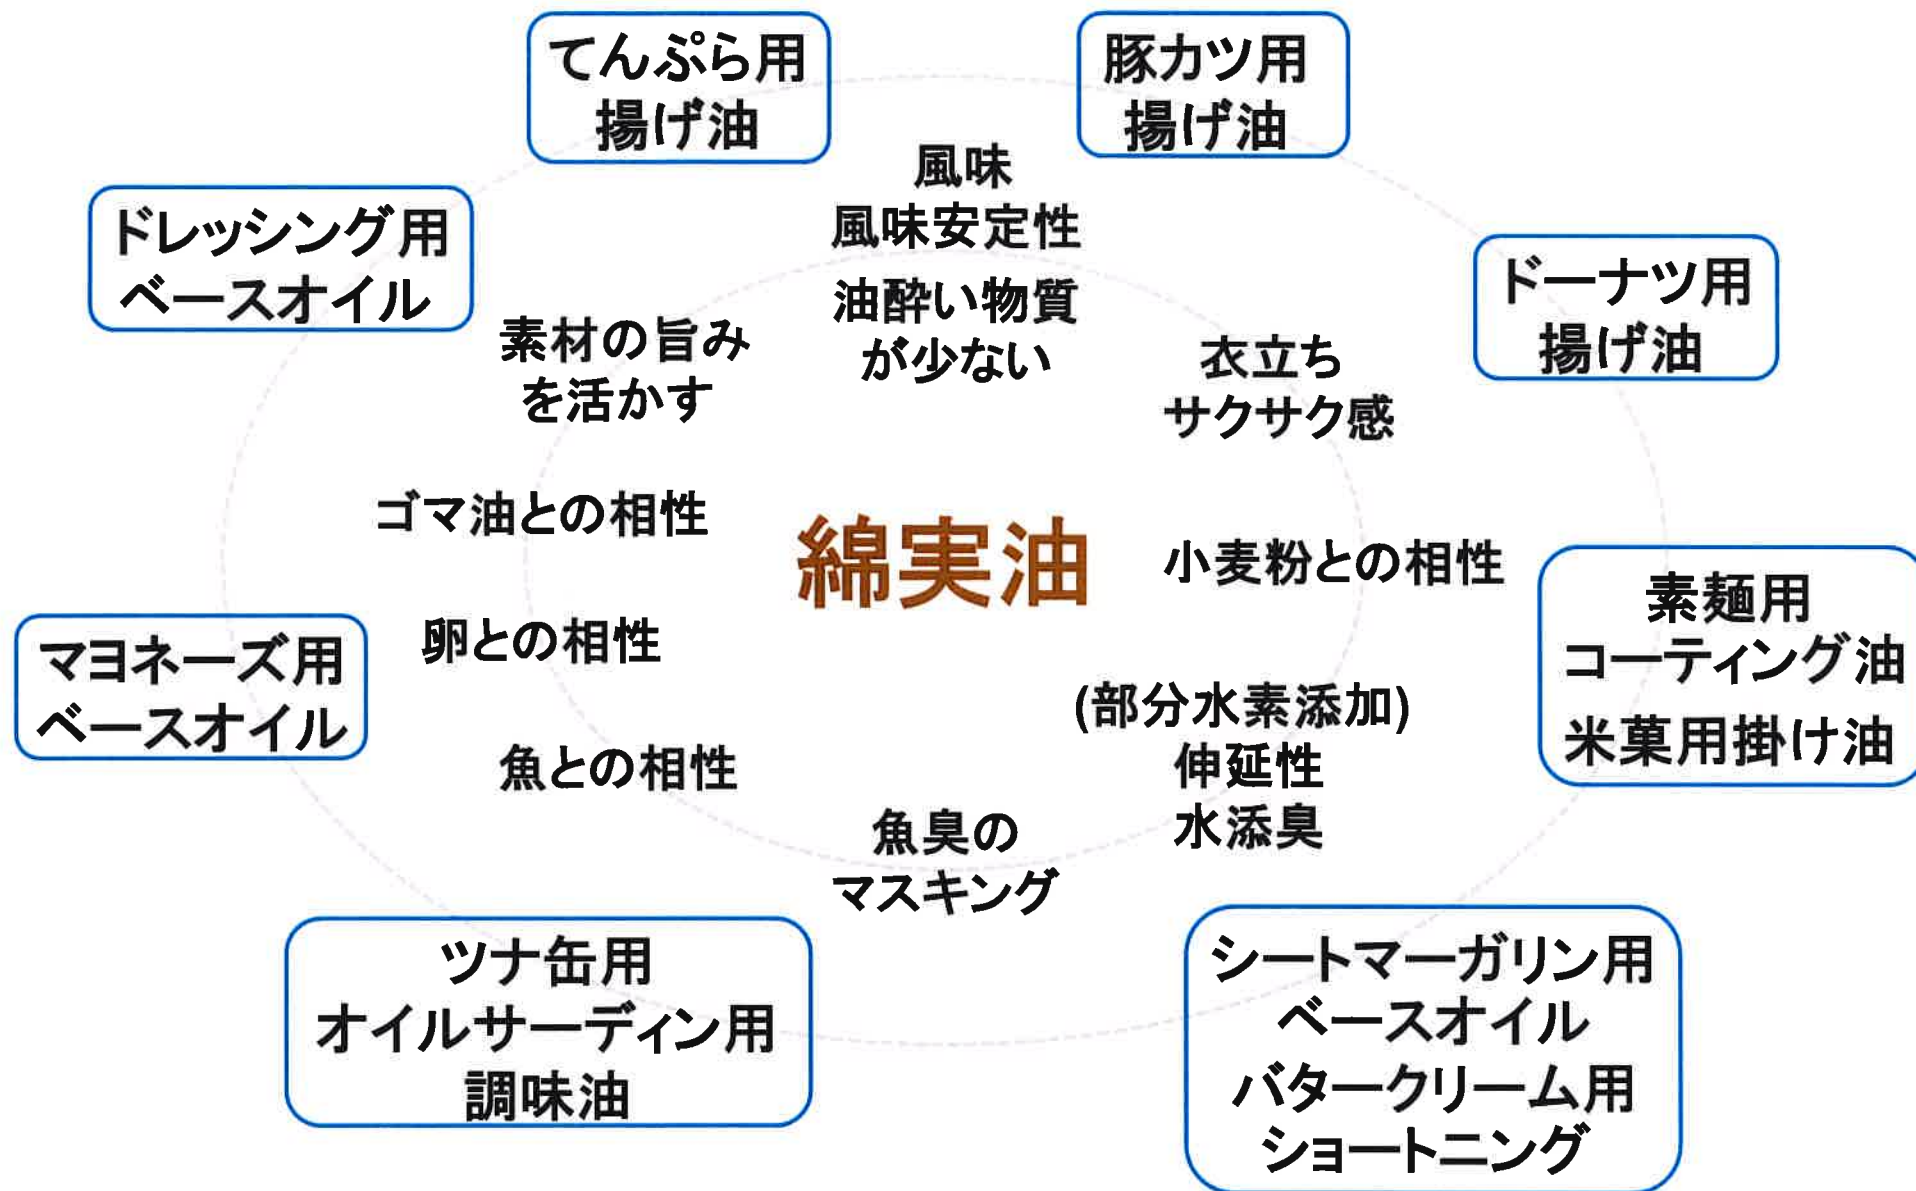 てんぷら用
揚げ油
豚カツ用
揚げ油
風味
風味安定性
油酔い物質
が少ない
ドレッシング用
ベースオイル
ドーナツ用
揚げ油
素材の旨み
を活かす
衣立ち
サクサク感
ゴマ油との相性
綿実油
小麦粉との相性
素麺用
コーティング油
米菓用掛け油
マヨネーズ用
ベースオイル
卵との相性
(部分水素添加)
伸延性
水添臭
魚との相性
魚臭の
マスキング
ツナ缶用
オイルサーディン用
調味油
シートマーガリン用
ベースオイル
バタークリーム用
ショートニング